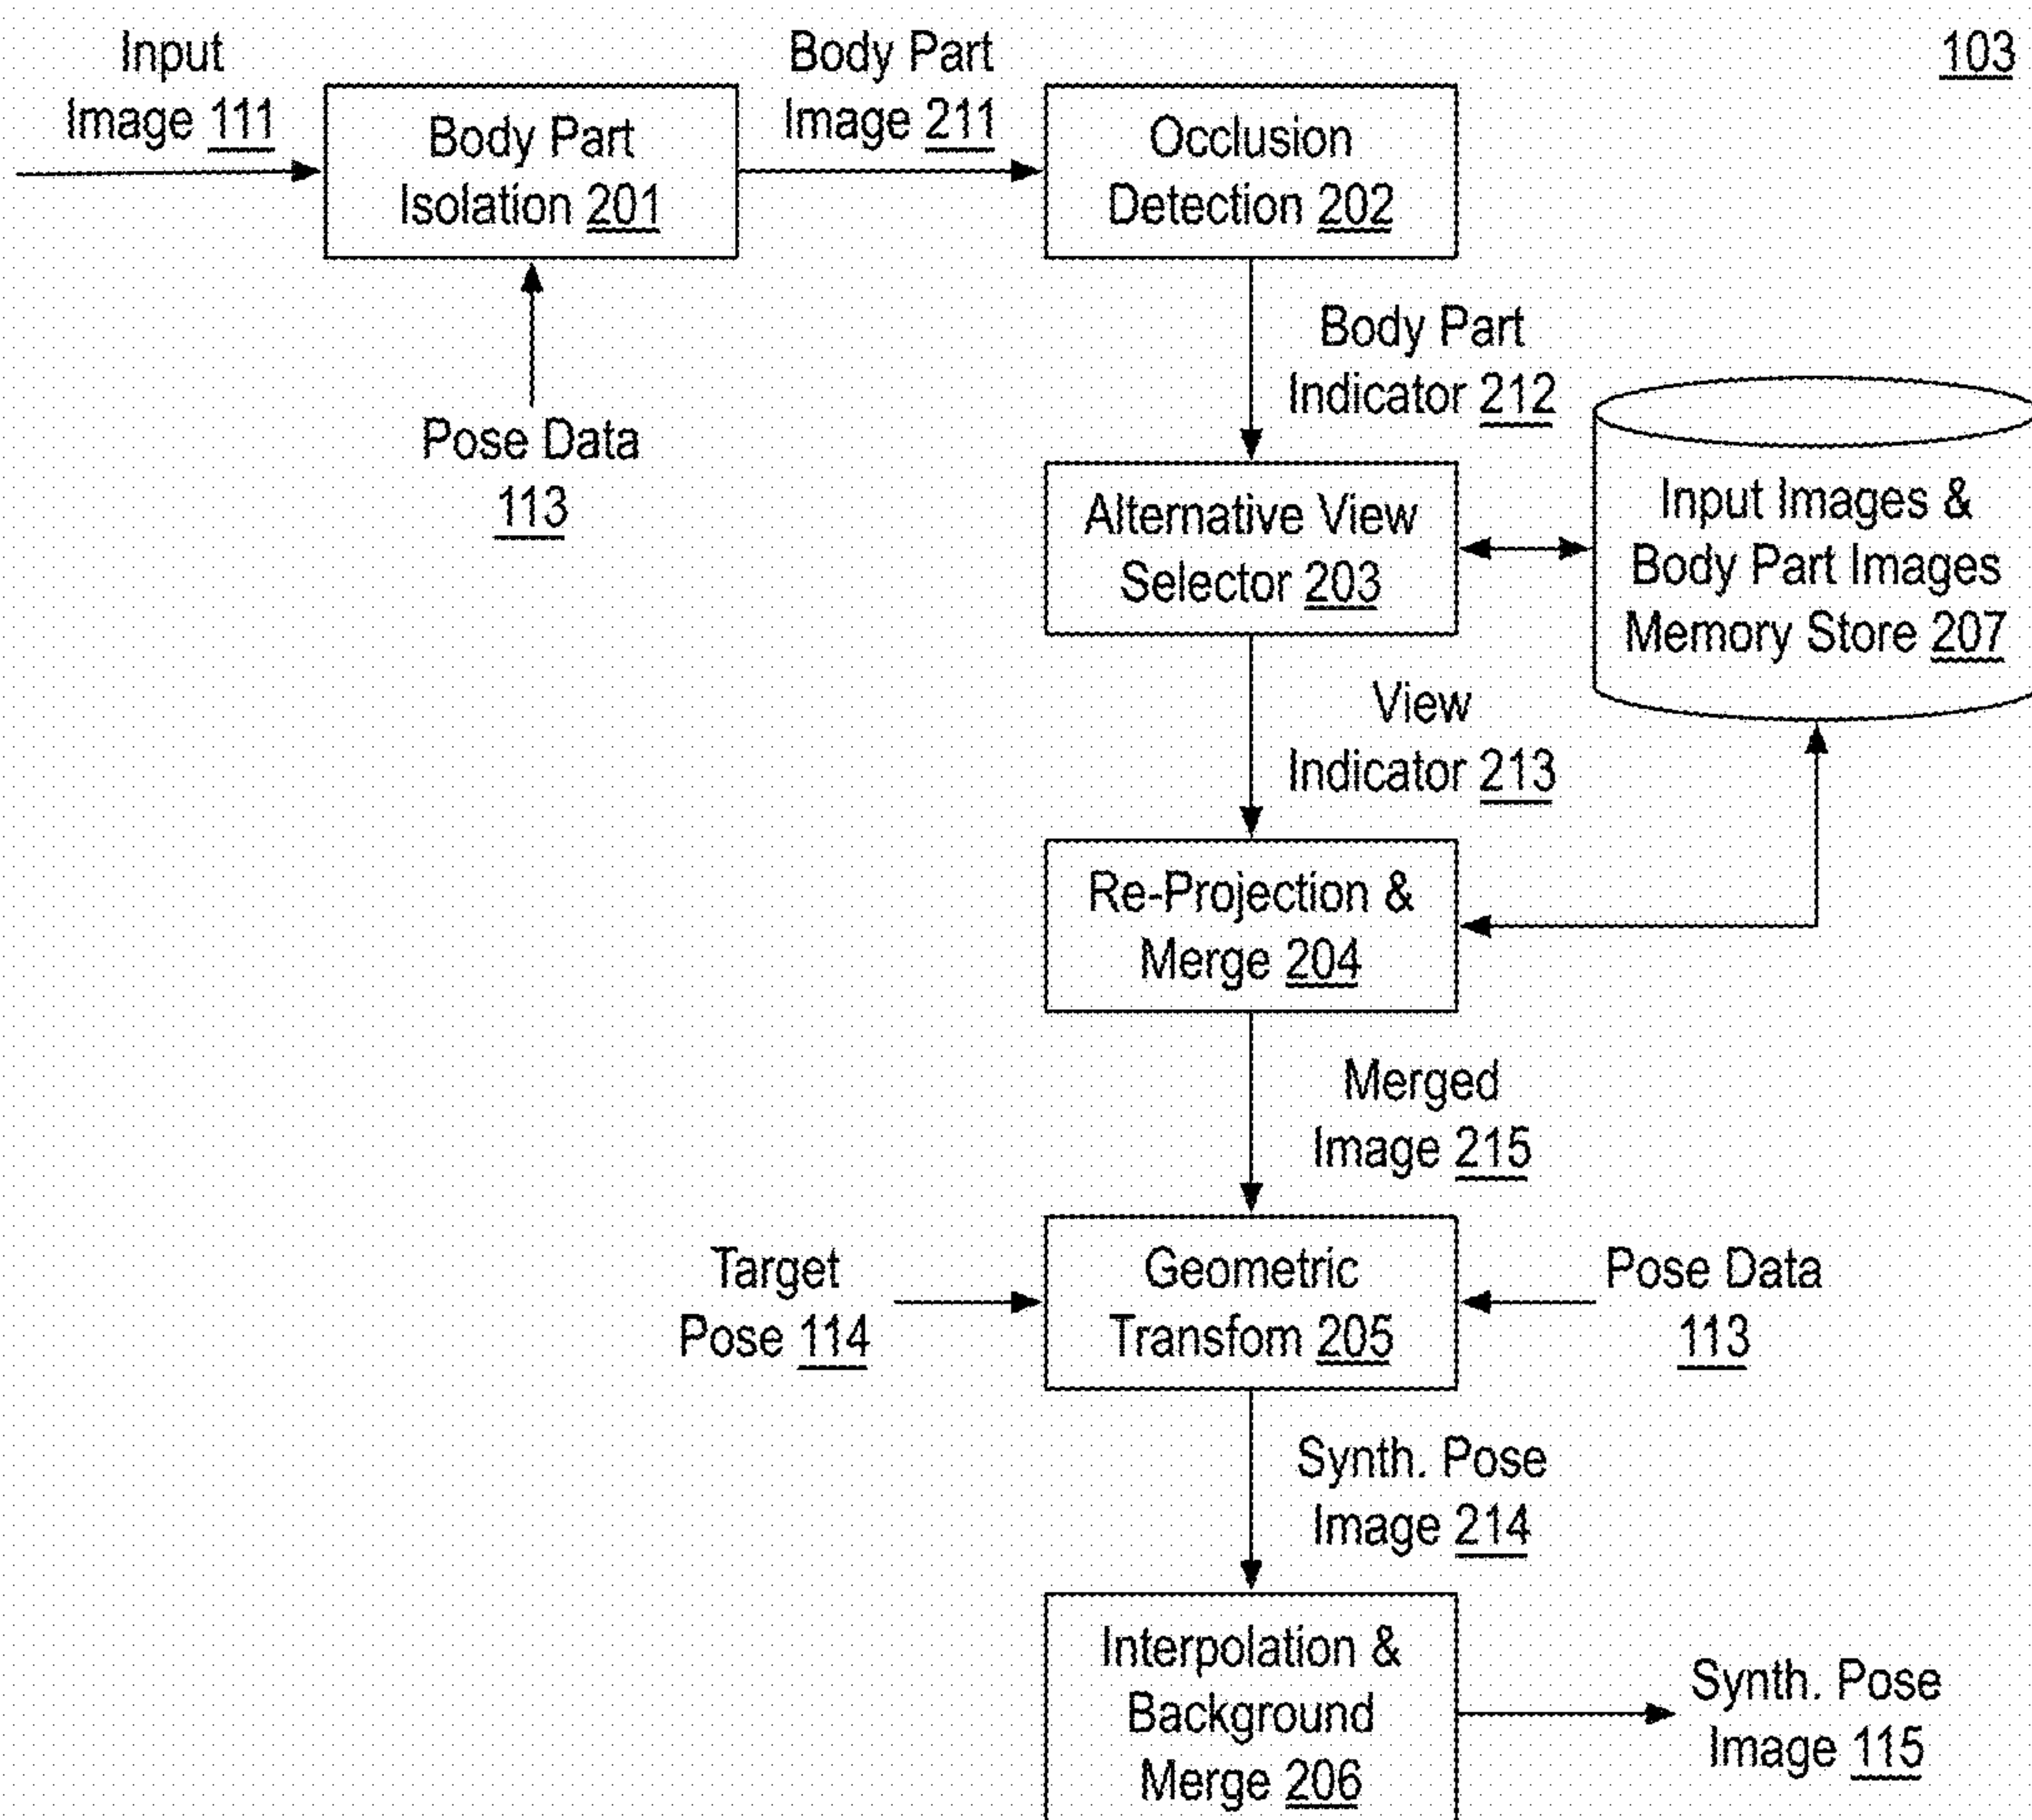 103
Input
Image 111
Body Part
Isolation 201
Pose Data
113
Body Part
Image 211
Occlusion
Detection 202
Body Part
Indicator 212
Alternative View
Selector 203
Input Images &
Body Part Images
Memory Store 207
View
Indicator 213
Re-Projection &
Merge 204
Merged
Image 215
Target
Pose 114
Geometric
Transfom 205
Pose Data
113
Synth. Pose
Image 214
Interpolation &
Background
Merge 206
Synth. Pose
Image 115